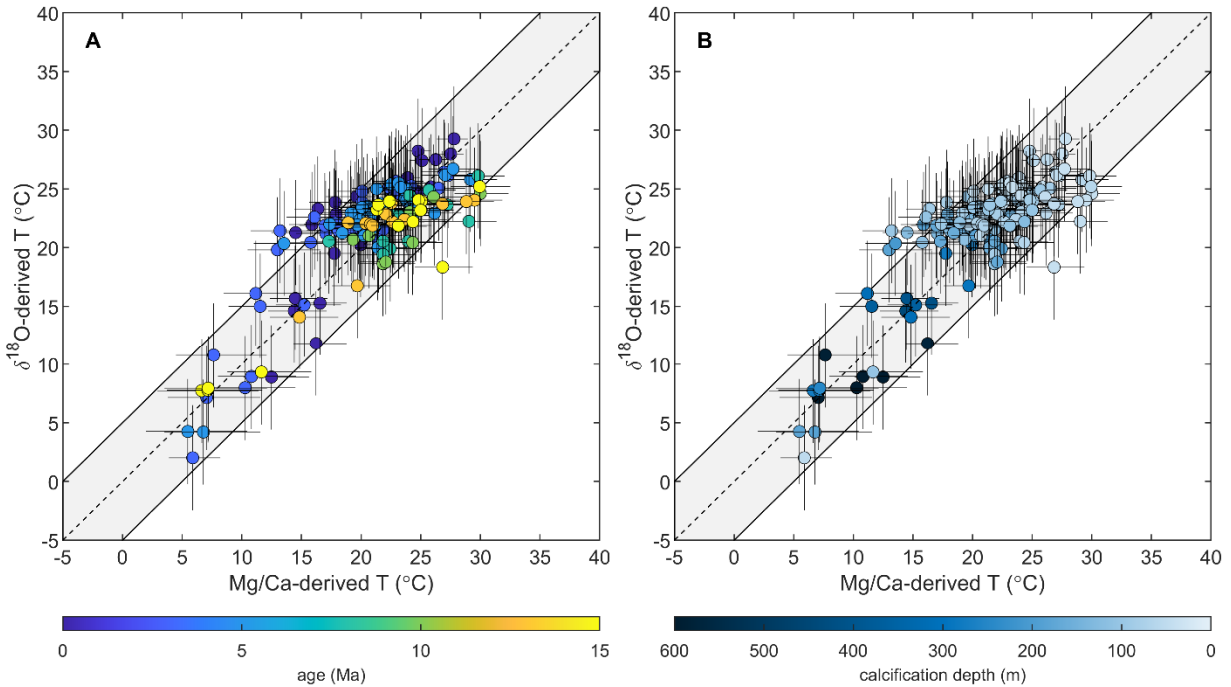 A
40
35
30
25
20
15
10
5
0
-5
δ18O-derived T (°C)
-5 0 5 10 15 20 25 30 35 40
Mg/Ca-derived T (°C)
0 5 10 15
age (Ma)
B
40
35
30
25
20
15
10
5
0
-5
δ18O-derived T (°C)
-5 0 5 10 15 20 25 30 35 40
Mg/Ca-derived T (°C)
600 500 400 300 200 100 0
calcification depth (m)